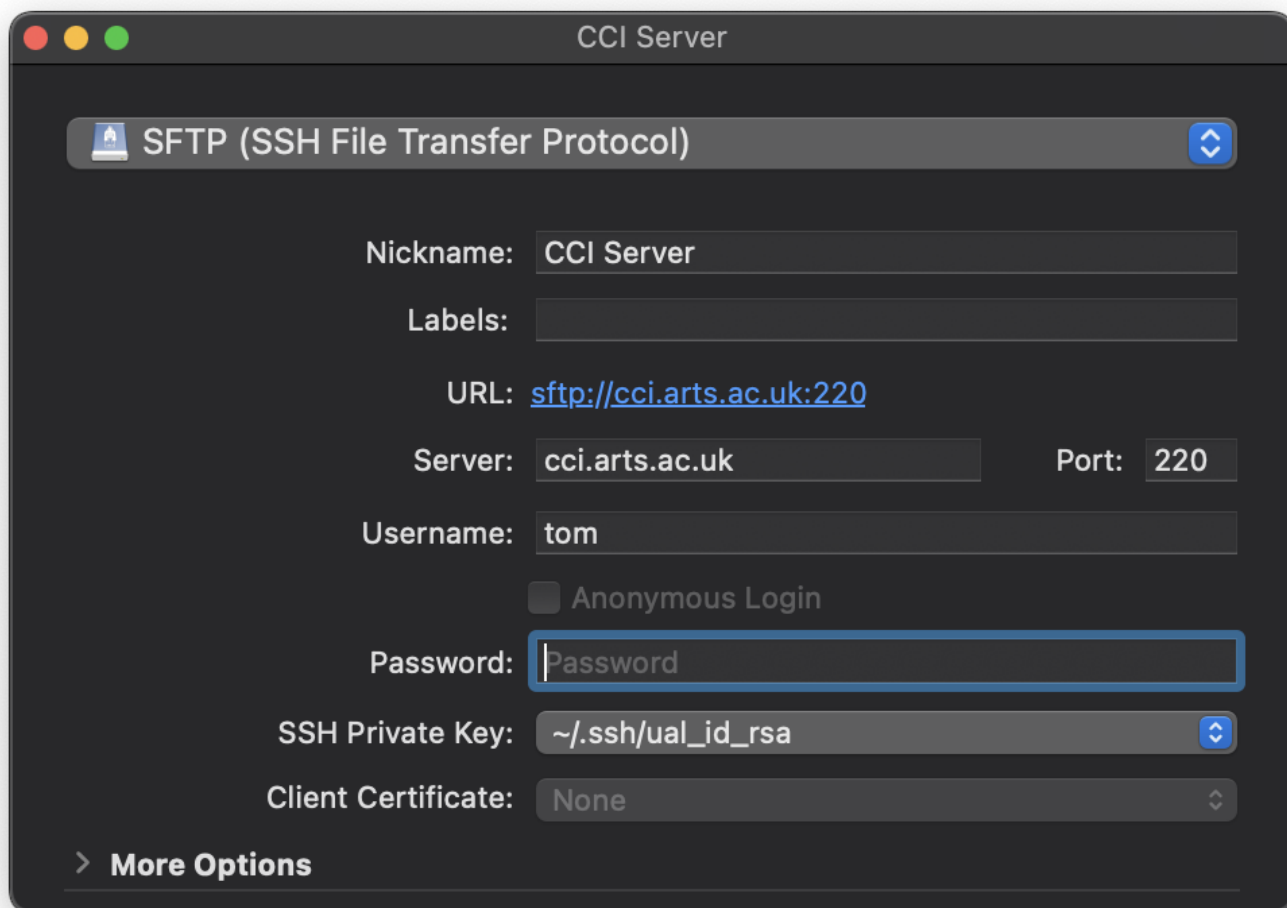 CCI Server
SFTP (SSH File Transfer Protocol)
Nickname: CCI Server
Labels:
URL: sftp://cci.arts.ac.uk:220
Server: cci.arts.ac.uk Port: 220
Username: tom
Anonymous Login
Password: Password
SSH Private Key: ~/.ssh/ual_id_rsa
Client Certificate: None
More Options